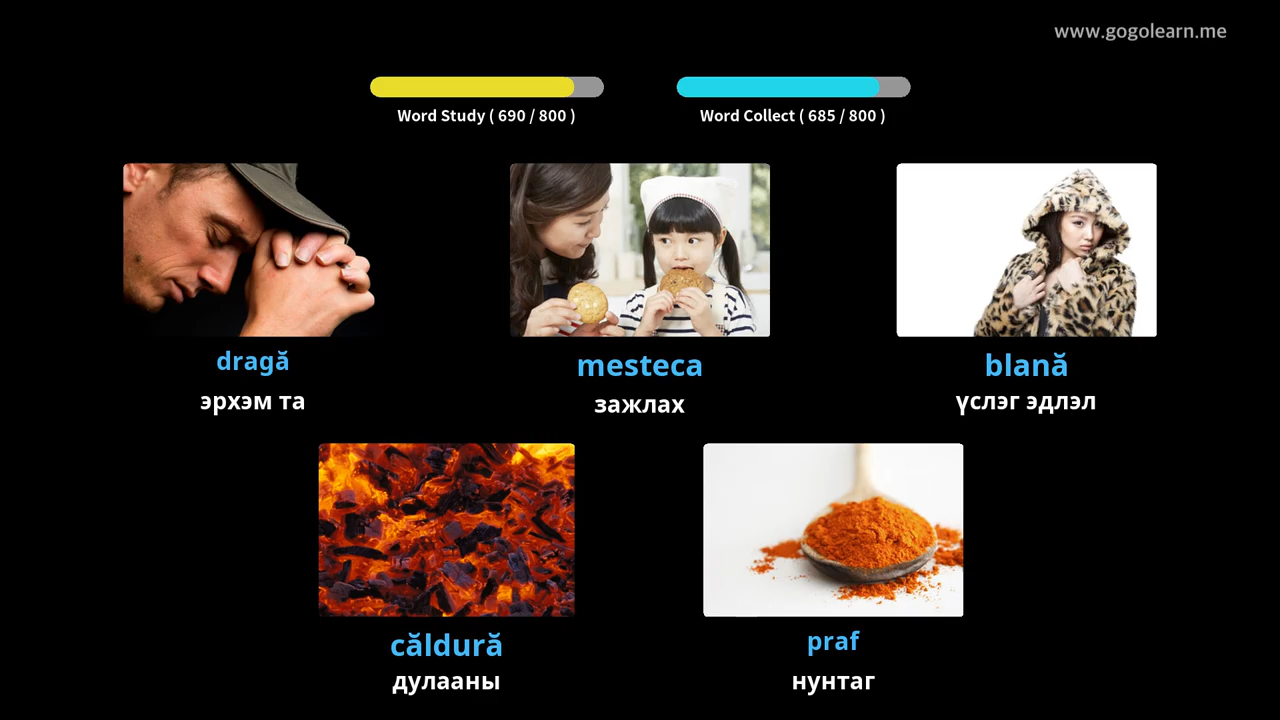 www.gogolearn.me
Word Study ( 690 / 800 )
Word Collect ( 685 / 800 )
dragă
эрхэм та
mesteca
зажлах
blană
үслэг эдлэл
căldură
дулааны
praf
нунтаг